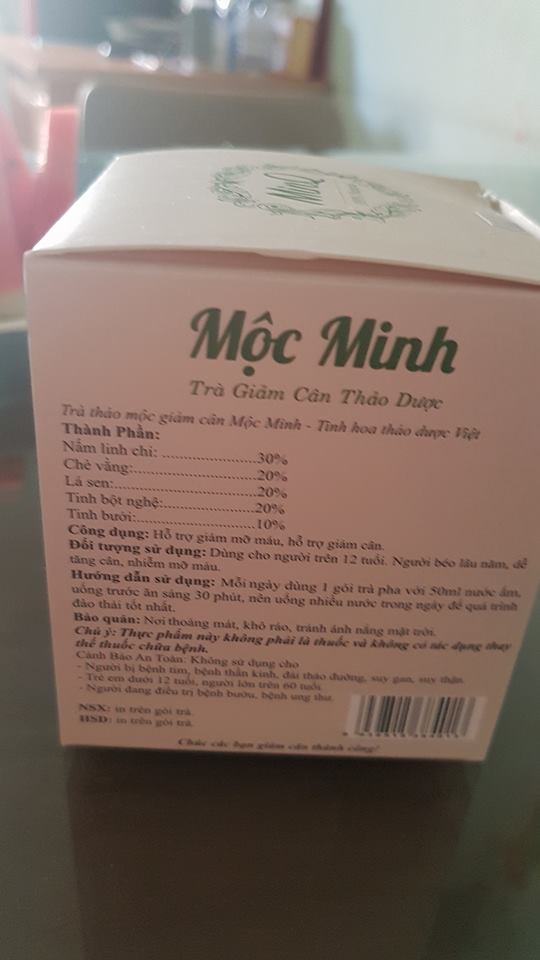 Mộc Minh
Trà Giảm Cân Thảo Dược
Trà thảo mộc giảm cân Mộc Minh - Tinh hoa thảo dược Việt
Thành Phần:
Nấm linh chi: .......................30%
Chè vằng:..............................20%
Lá sen:...................................20%
Tinh bột nghệ:......................20%
Tinh bưởi:.............................10%
Công dụng: Hỗ trợ giảm mỡ máu, hỗ trợ giảm cân.
Đối tượng sử dụng: Dùng cho người trên 12 tuổi. Người béo lâu năm, dễ
tăng cân, nhiễm mỡ máu.
Hướng dẫn sử dụng: Mỗi ngày dùng 1 gói trà pha với 50ml nước ấm,
uống trước ăn sáng 30 phút, nên uống nhiều nước trong ngày để quá trình
đào thải tốt nhất.
Bảo quản: Nơi thoáng mát, khô ráo, tránh ánh nắng mặt trời.
Chú ý: Thực phẩm này không phải là thuốc và không có tác dụng thay
thế thuốc chữa bệnh.
Cảnh Báo An Toàn: Không sử dụng cho
- Người bị bệnh tim, bệnh thần kinh, đái tháo đường, suy gan, suy thận.
- Trẻ em dưới 12 tuổi, người lớn trên 60 tuổi.
- Người đang điều trị bệnh bướu, bệnh ung thư.
NSX: in trên gói trà.
HSD: in trên gói trà.
Chúc các bạn giảm cân thành công!